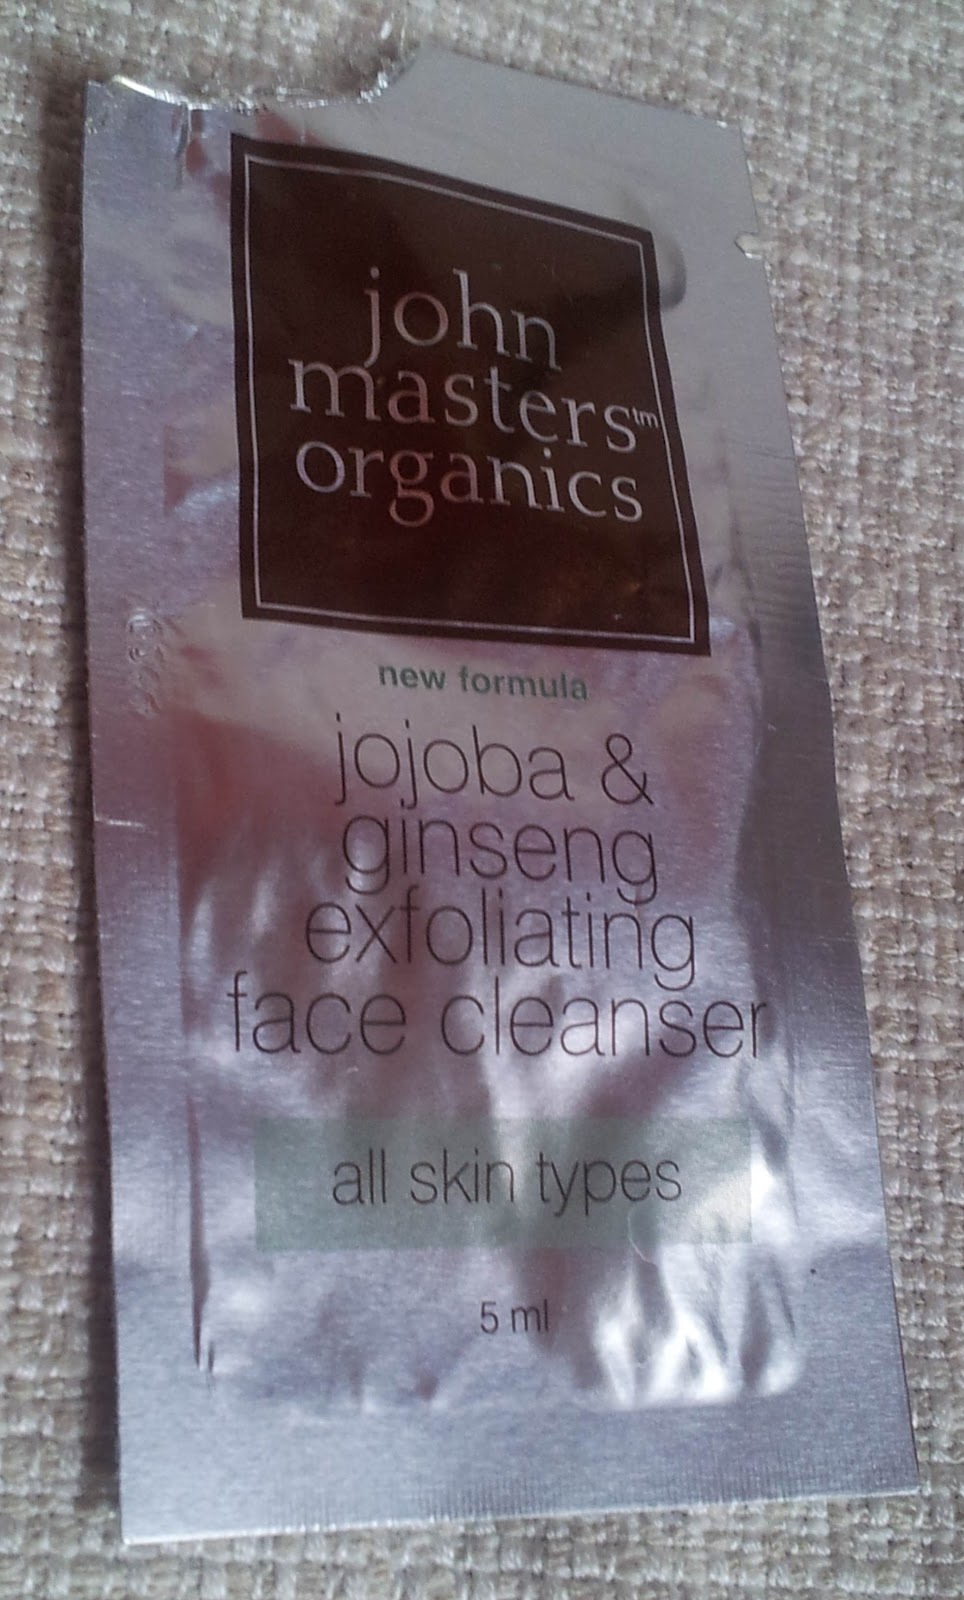 john
masters™
organics
new formula
jojoba &
ginseng
exfoliating
face cleanser
all skin types
5 ml